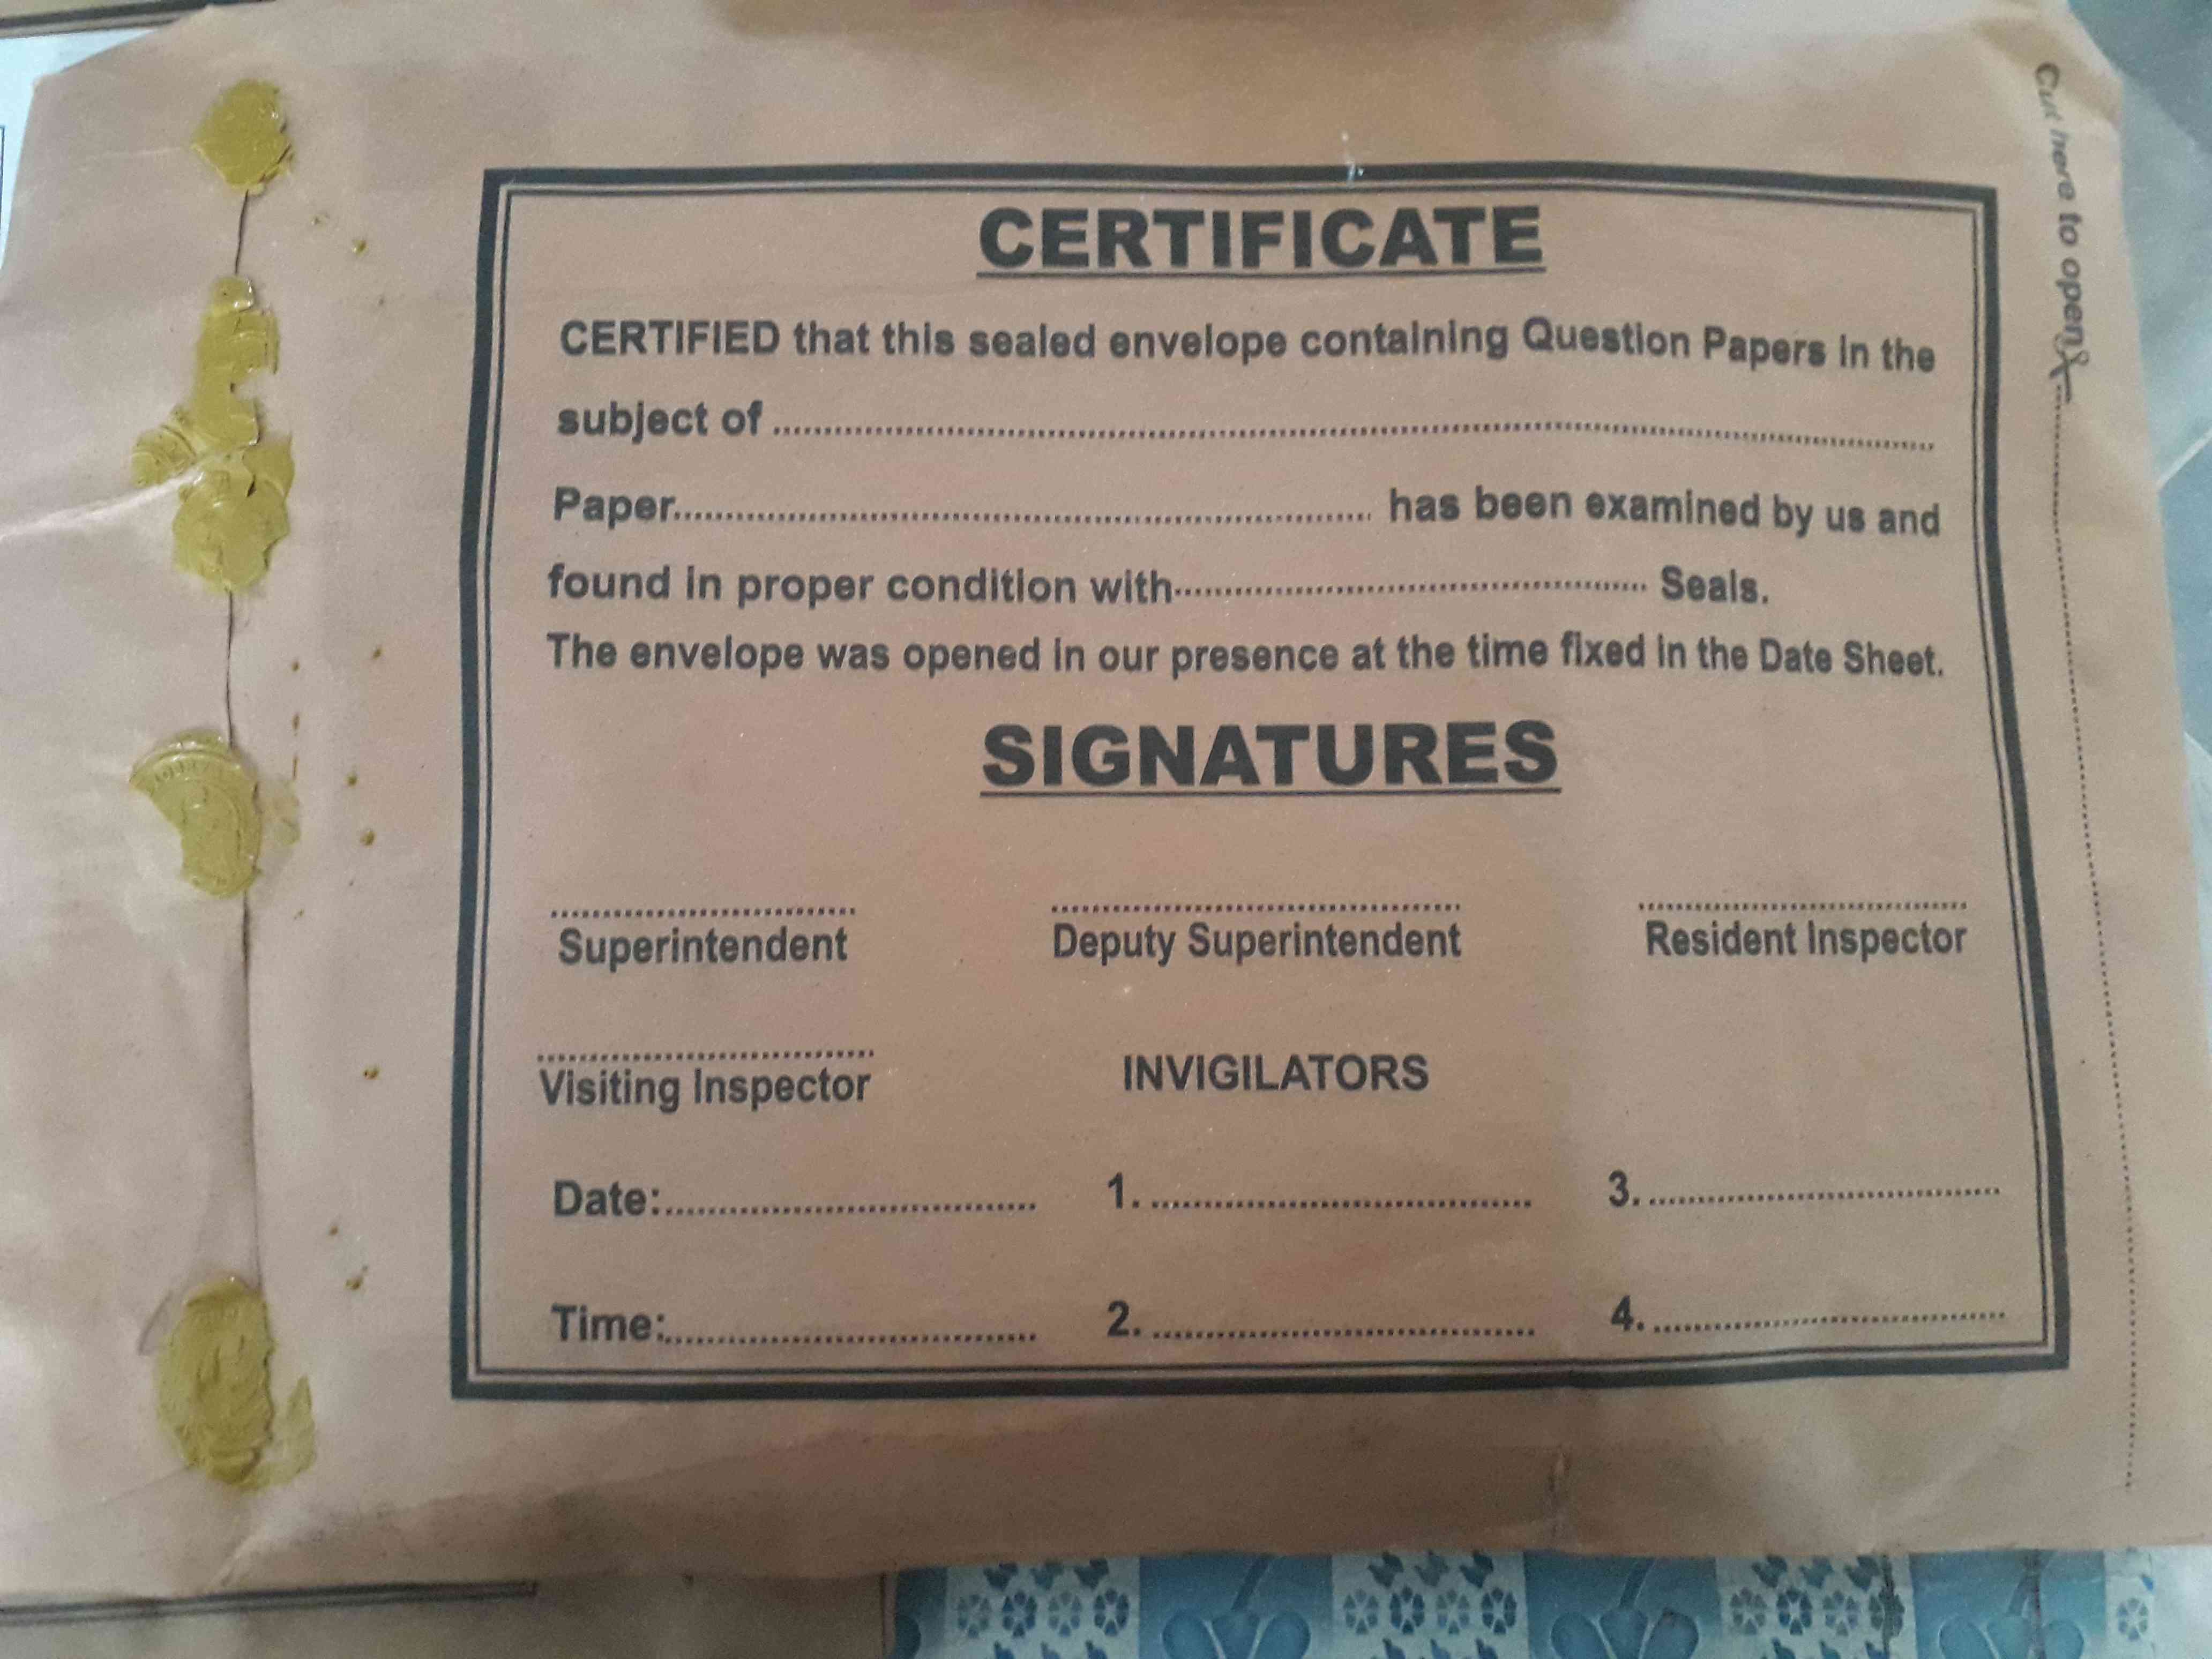 Cut here to open
CERTIFICATE
CERTIFIED that this sealed envelope containing Question Papers in the
subject of ..........
Paper.......... has been examined by us and
found in proper condition with.......... Seals.
The envelope was opened in our presence at the time fixed in the Date Sheet.
SIGNATURES
Superintendent Deputy Superintendent Resident Inspector
Visiting Inspector INVIGILATORS
Date:.......... 1. .......... 3. ..........
Time:.......... 2. .......... 4. ..........